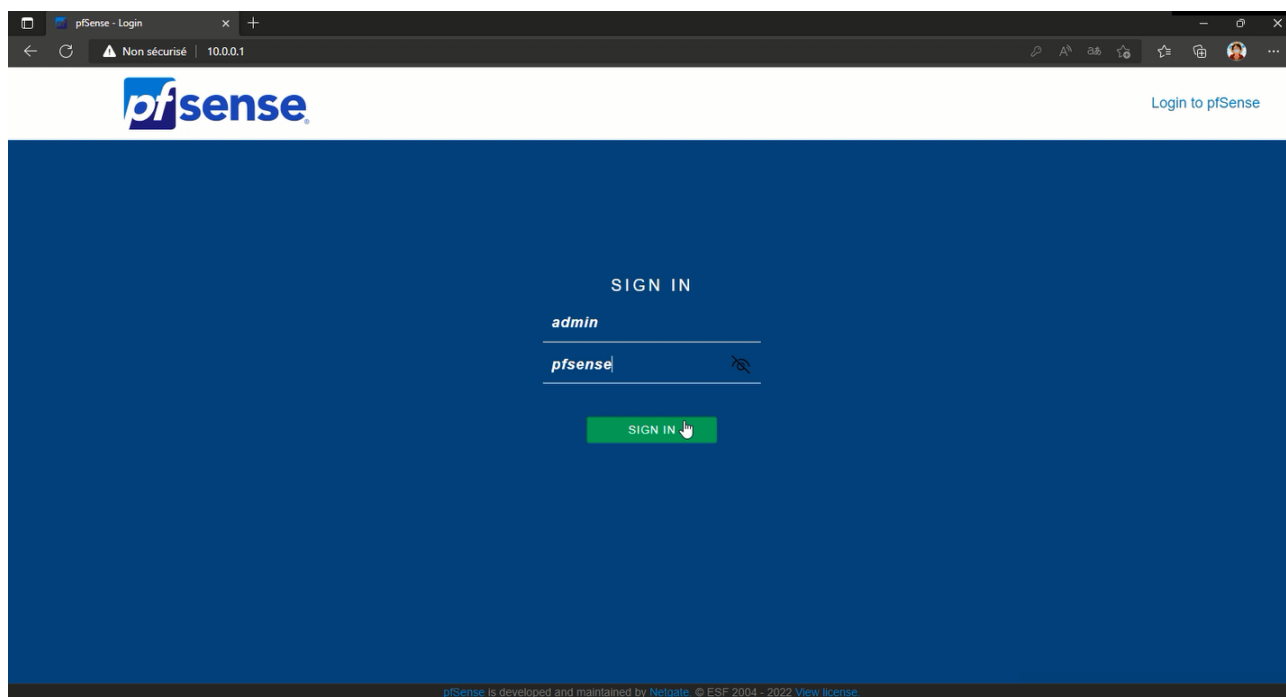 pfSense - Login
Non sécurisé 10.0.0.1
pfsense
Login to pfSense
SIGN IN
admin
pfsense
SIGN IN
pfSense is developed and maintained by Netgate. © ESF 2004 - 2022 View license.